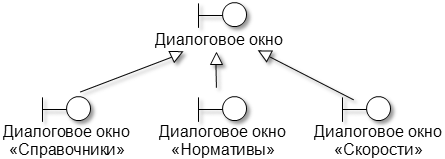 Диалоговое окно
Диалоговое окно
«Справочники»
Диалоговое окно
«Нормативы»
Диалоговое окно
«Скорости»